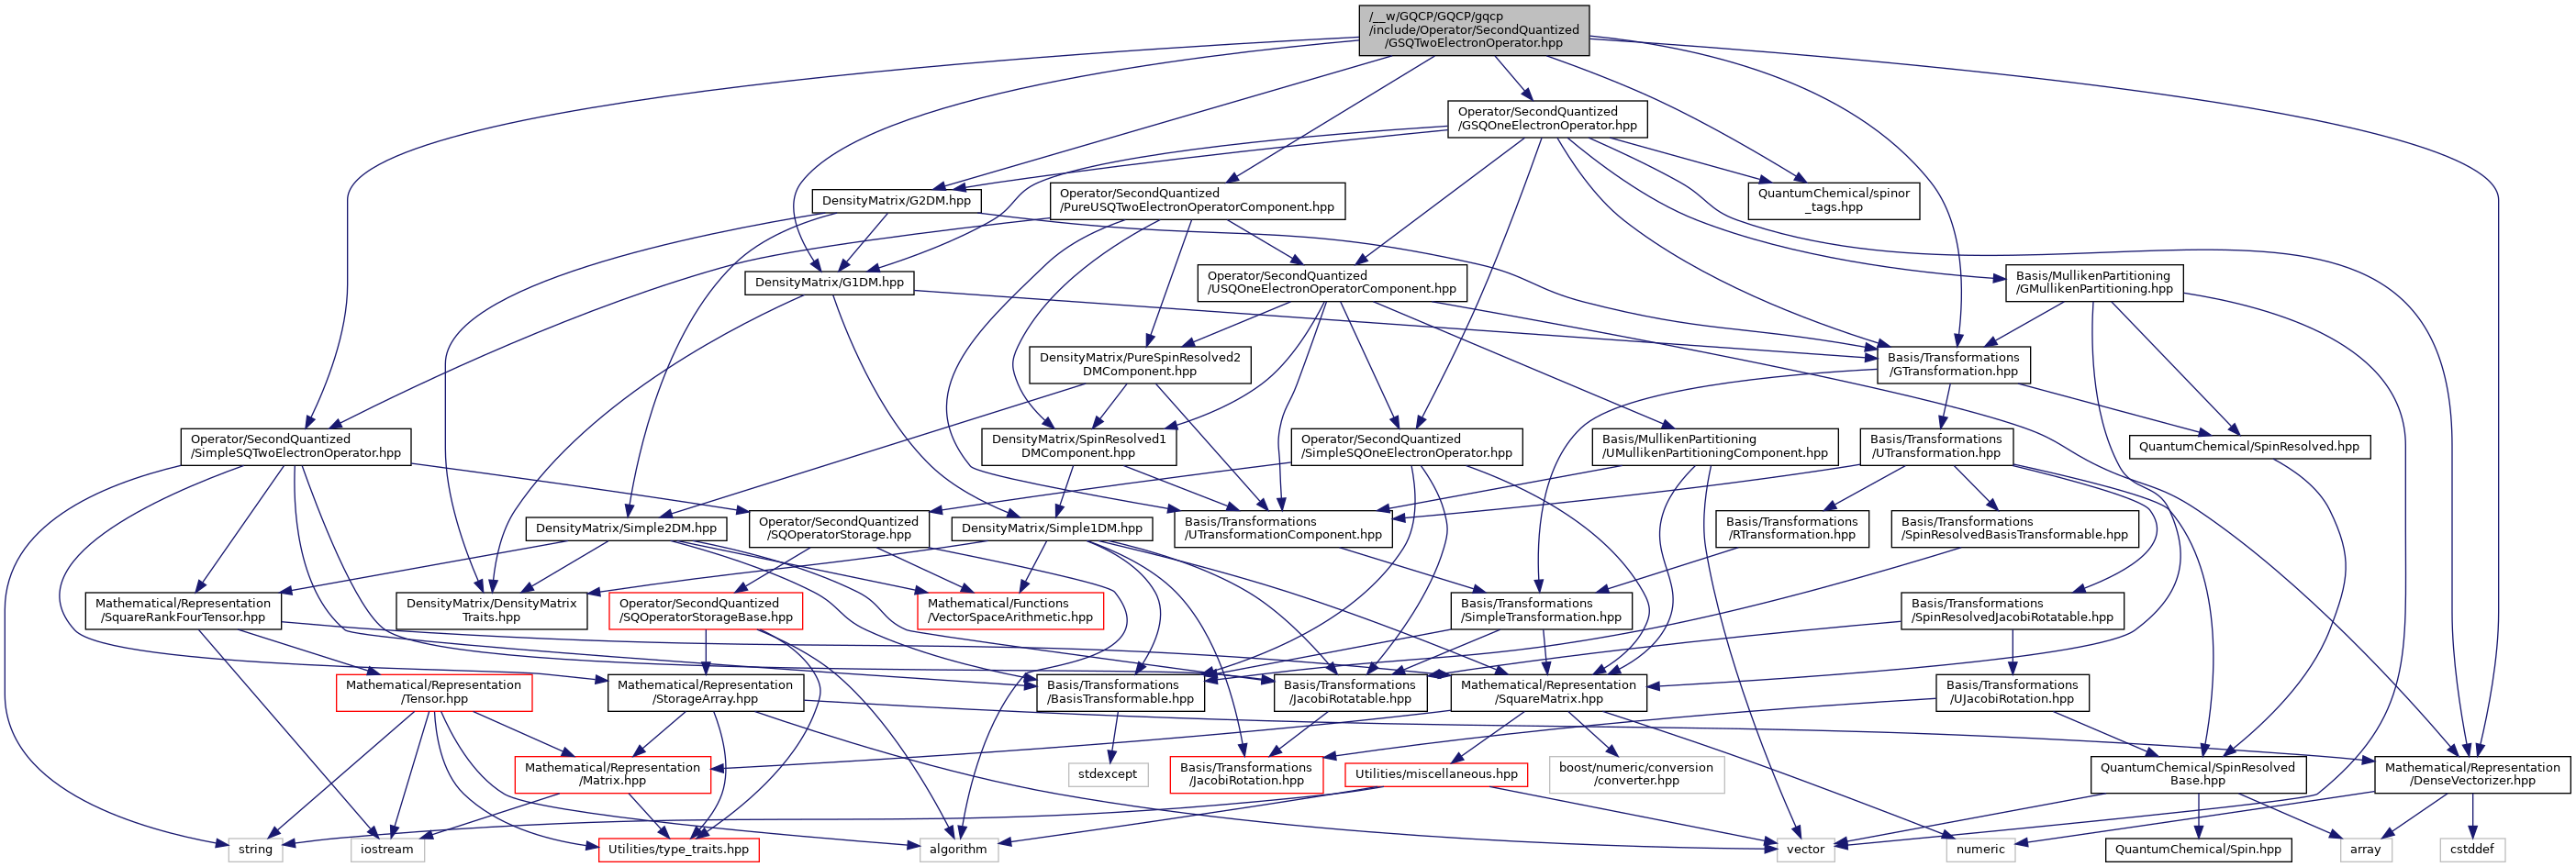 /__w/GQCP/GQCP/gqcp
/include/Operator/SecondQuantized
/GSQTwoElectronOperator.hpp
Operator/SecondQuantized
/GSQOneElectronOperator.hpp
DensityMatrix/G2DM.hpp
Operator/SecondQuantized
/PureUSQTwoElectronOperatorComponent.hpp
QuantumChemical/spinor
_tags.hpp
DensityMatrix/G1DM.hpp
Operator/SecondQuantized
/USQOneElectronOperatorComponent.hpp
Basis/MullikenPartitioning
/GMullikenPartitioning.hpp
DensityMatrix/PureSpinResolved2
DMComponent.hpp
Basis/Transformations
/GTransformation.hpp
Operator/SecondQuantized
/SimpleSQTwoElectronOperator.hpp
DensityMatrix/SpinResolved1
DMComponent.hpp
Operator/SecondQuantized
/SimpleSQOneElectronOperator.hpp
Basis/MullikenPartitioning
/UMullikenPartitioningComponent.hpp
Basis/Transformations
/UTransformation.hpp
QuantumChemical/SpinResolved.hpp
DensityMatrix/Simple2DM.hpp
Operator/SecondQuantized
/SQOperatorStorage.hpp
DensityMatrix/Simple1DM.hpp
Basis/Transformations
/UTransformationComponent.hpp
Basis/Transformations
/RTransformation.hpp
Basis/Transformations
/SpinResolvedBasisTransformable.hpp
Mathematical/Representation
/SquareRankFourTensor.hpp
DensityMatrix/DensityMatrix
Traits.hpp
Operator/SecondQuantized
/SQOperatorStorageBase.hpp
Mathematical/Functions
/VectorSpaceArithmetic.hpp
Basis/Transformations
/SimpleTransformation.hpp
Basis/Transformations
/SpinResolvedJacobiRotatable.hpp
Mathematical/Representation
/Tensor.hpp
Mathematical/Representation
/StorageArray.hpp
Basis/Transformations
/BasisTransformable.hpp
Basis/Transformations
/JacobiRotatable.hpp
Mathematical/Representation
/SquareMatrix.hpp
Basis/Transformations
/UJacobiRotation.hpp
Mathematical/Representation
/Matrix.hpp
stdexcept
Basis/Transformations
/JacobiRotation.hpp
Utilities/miscellaneous.hpp
boost/numeric/conversion
/converter.hpp
QuantumChemical/SpinResolved
Base.hpp
Mathematical/Representation
/DenseVectorizer.hpp
string
iostream
Utilities/type_traits.hpp
algorithm
vector
numeric
QuantumChemical/Spin.hpp
array
cstddef